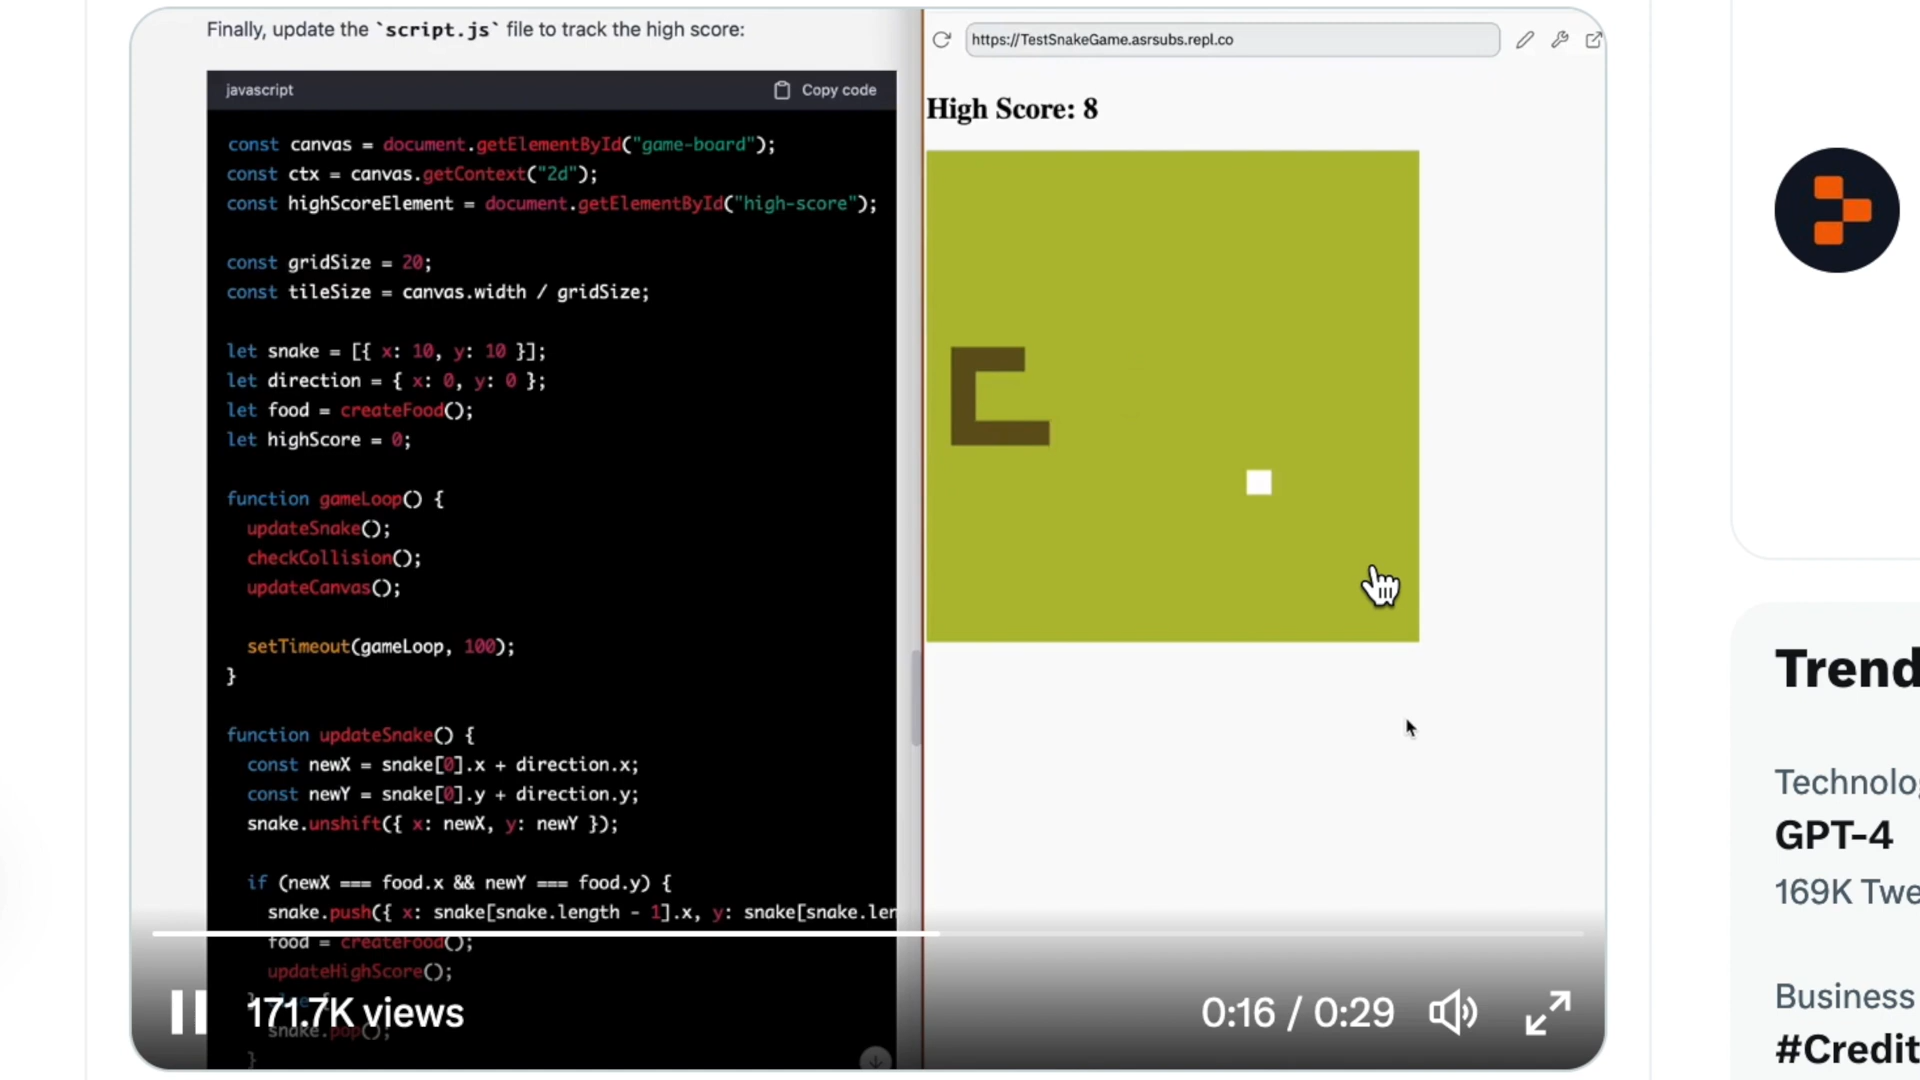 Finally, update the `script.js` file to track the high score:
javascript
Copy code
const canvas = document.getElementById("game-board");
const ctx = canvas.getContext("2d");
const highScoreElement = document.getElementById("high-score");
const gridSize = 20;
const tileSize = canvas.width / gridSize;
let snake = [{ x: 10, y: 10 }];
let direction = { x: 0, y: 0 };
let food = createFood();
let highScore = 0;
function gameLoop() {
updateSnake();
checkCollision();
updateCanvas();
setTimeout(gameLoop, 100);
}
function updateSnake() {
const newX = snake[0].x + direction.x;
const newY = snake[0].y + direction.y;
snake.unshift({ x: newX, y: newY });
if (newX === food.x && newY === food.y) {
snake.push({ x: snake[snake.length - 1].x, y: snake[snake.ler
food = createFood();
updateHighScore();
snake.pop();
}
171.7K views
0:16 / 0:29
https://TestSnakeGame.asrsubs.repl.co
High Score: 8
Trend
Technolog
GPT-4
169K Twe
Business
#Credit